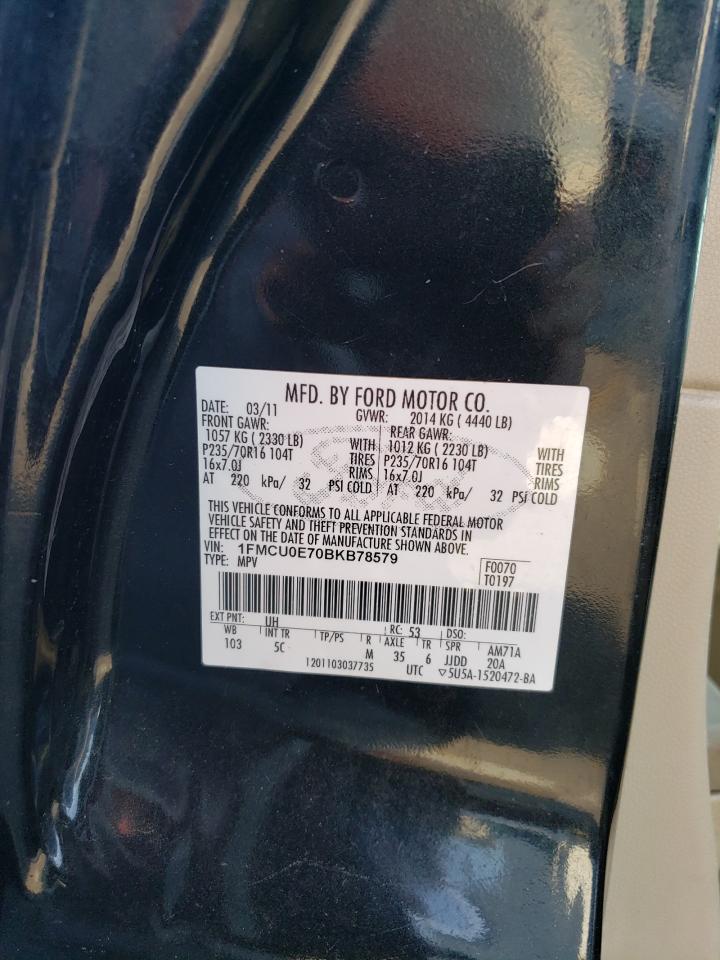 MFD. BY FORD MOTOR CO.
DATE: 03/11 GVWR: 2014 KG ( 4440 LB)
FRONT GAWR: REAR GAWR:
1057 KG ( 2330 LB) WITH 1012 KG ( 2230 LB) WITH
P235/70R16 104T TIRES P235/70R16 104T TIRES
16x7.0J RIMS 16x7.0J RIMS
AT 220 kPa/ 32 PSI COLD AT 220 kPa/ 32 PSI COLD
THIS VEHICLE CONFORMS TO ALL APPLICABLE FEDERAL MOTOR
VEHICLE SAFETY AND THEFT PREVENTION STANDARDS IN
EFFECT ON THE DATE OF MANUFACTURE SHOWN ABOVE.
VIN: 1FMCU0E70BKB78579 F0070
TYPE: MPV T0197
EXT PNT: UH RC: 53 DSO:
WB INT TR TP/PS R AXLE TR SPR AM71A
103 5C M 35 6 JJDD 20A
1201103037735 UTC ▽5U5A-1520472-BA